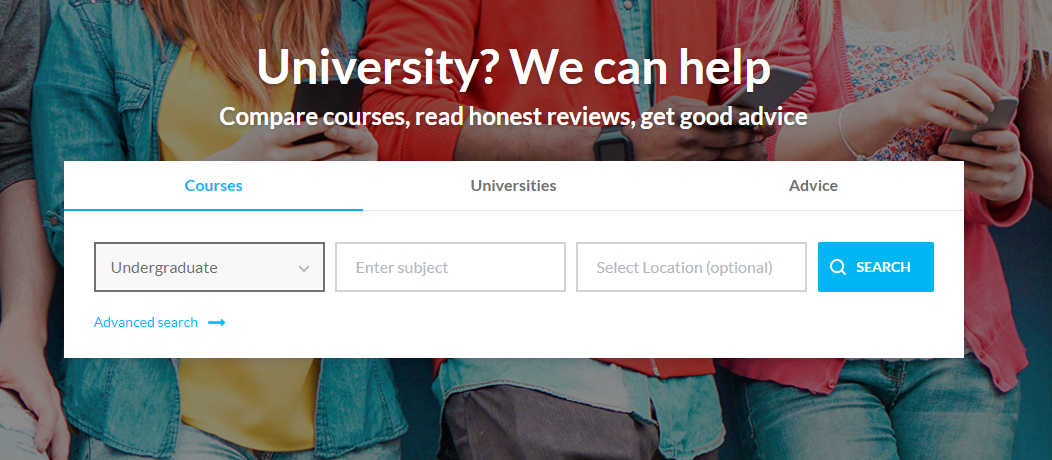 University? We can help
Compare courses, read honest reviews, get good advice
Courses
Universities
Advice
Undergraduate
Enter subject
Select Location (optional)
SEARCH
Advanced search